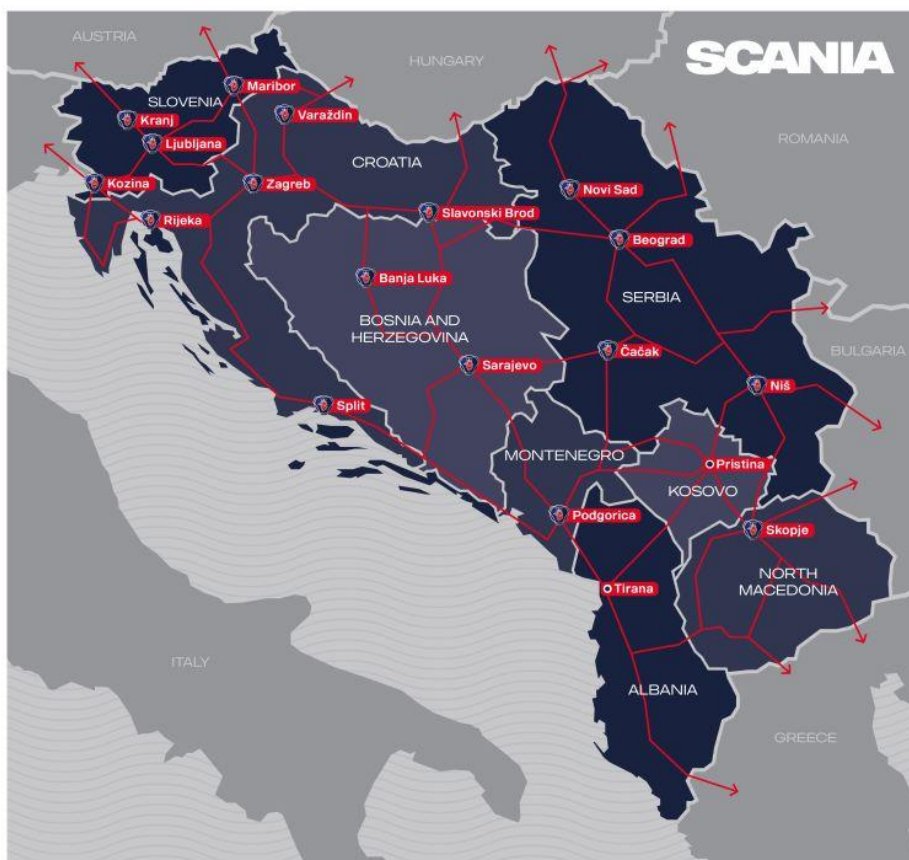 AUSTRIA
HUNGARY
SCANIA
Maribor
SLOVENIA
Varaždin
Kranj
ROMANIA
Ljubljana
CROATIA
Kozina
Zagreb
Novi Sad
Rijeka
Slavonski Brod
Beograd
Banja Luka
SERBIA
BOSNIA AND
HERZEGOVINA
BULGARIA
Čačak
Sarajevo
Niš
Split
MONTENEGRO
Pristina
KOSOVO
Podgorica
Skopje
NORTH
MACEDONIA
Tirana
ITALY
ALBANIA
GREECE